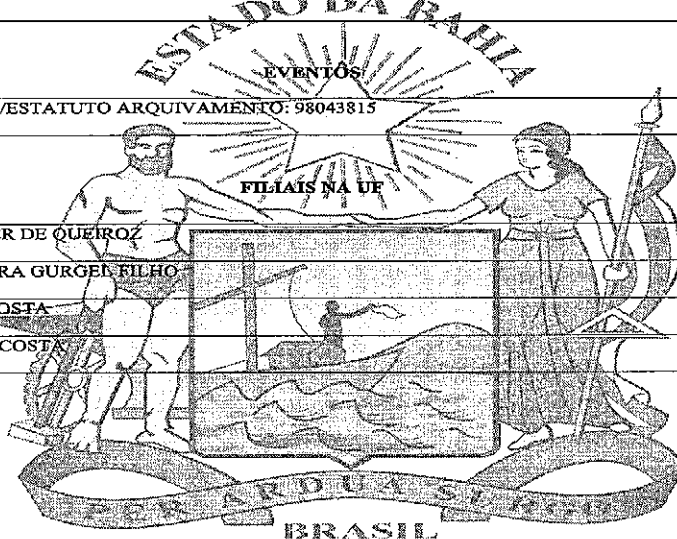 ESTADO DA BAHIA
EVENTOS
/ESTATUTO ARQUIVAMENTO: 98043815
FILIAIS NA UF
R DE QUEIROZ
RA GURGEL FILHO
OSTA
COSTA
PER ARDUA SURGO
BRASIL